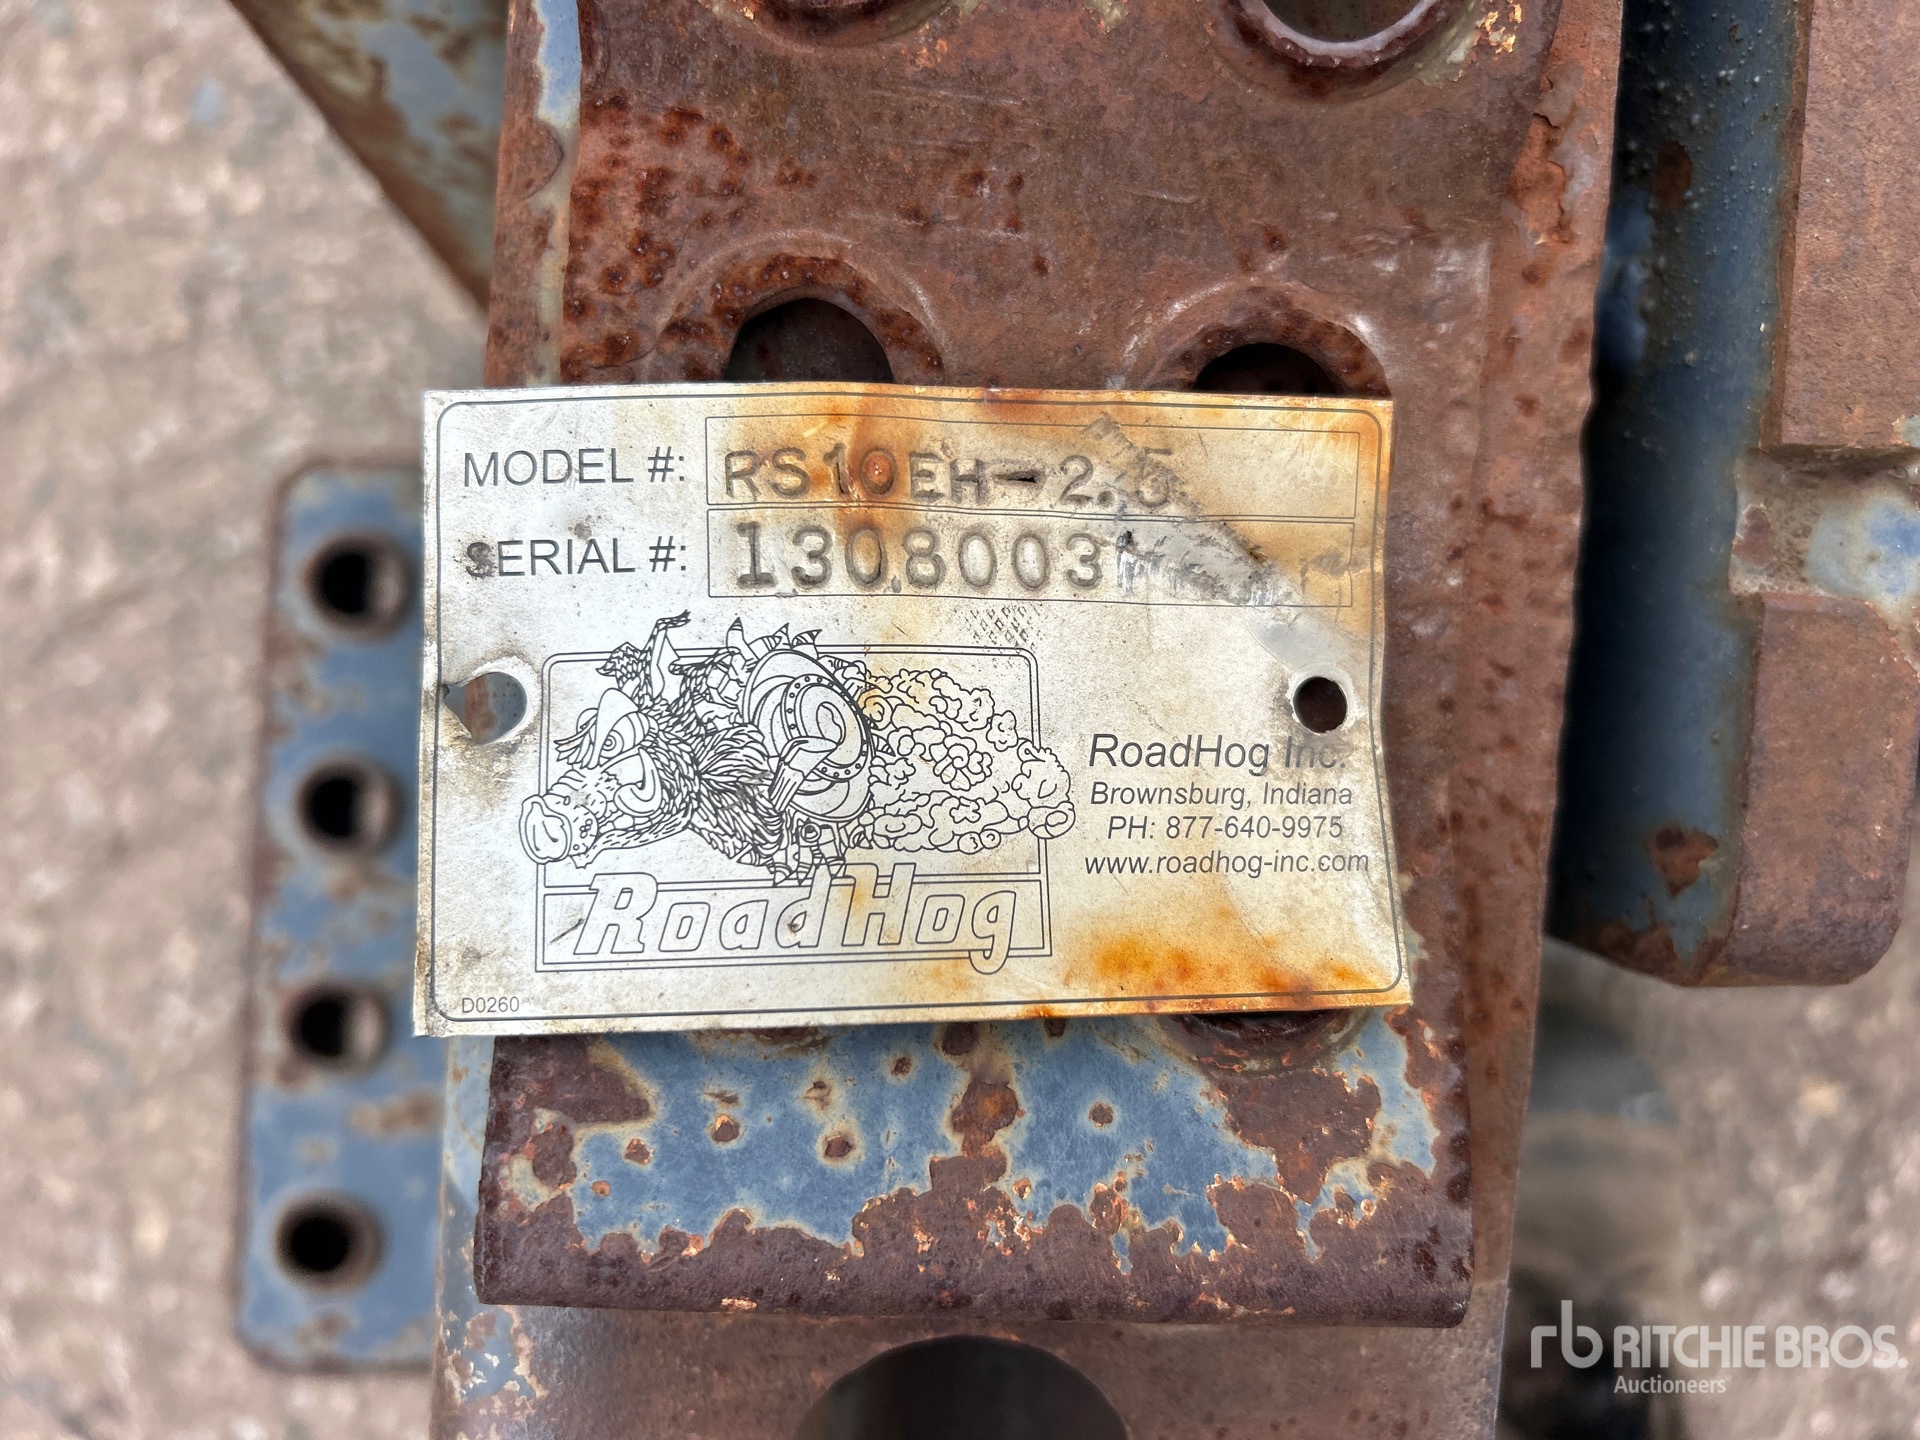 MODEL #: RS10EH-2.5
SERIAL #: 1308003
RoadHog Inc.
Brownsburg, Indiana
PH: 877-640-9975
www.roadhog-inc.com
RoadHog
D0260
rb RITCHIE BROS.
Auctioneers